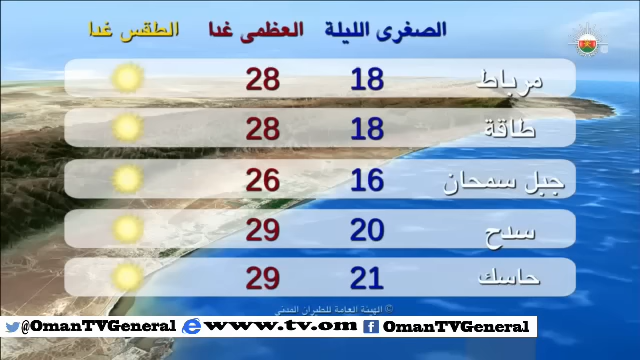 الصغرى الليلة العظمى غدا الطقس غدا
مرباط 18 28
طاقة 18 28
جبل سمحان 16 26
سدح 20 29
حاسك 21 29
© الهيئة العامة للطيران المدني
@OmanTVGeneral www.tv.om OmanTVGeneral